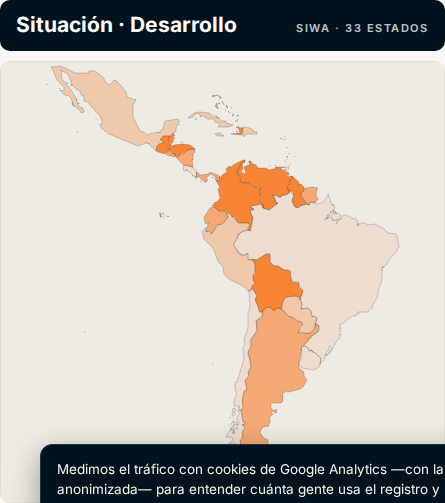 Situación · Desarrollo
SIWA · 33 ESTADOS
Medimos el tráfico con cookies de Google Analytics —con la
anonimizada— para entender cuánta gente usa el registro y